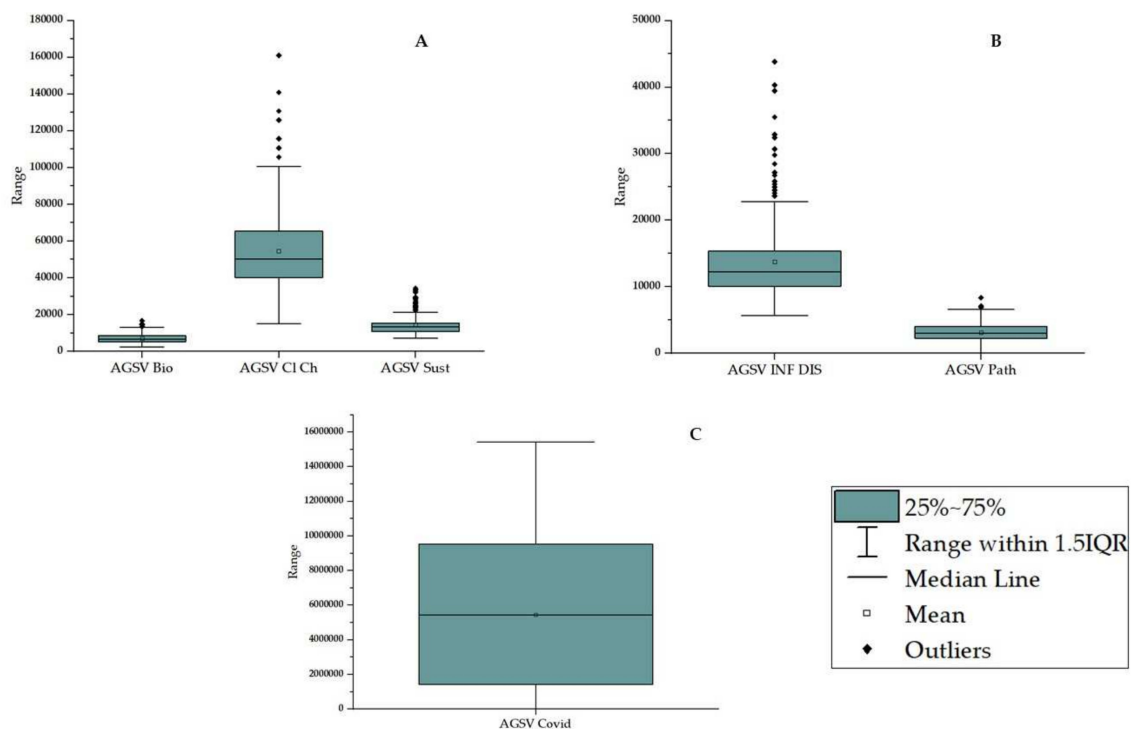 A
180000
160000
140000
120000
100000
80000
60000
40000
20000
0
Range
AGSV Bio
AGSV Cl Ch
AGSV Sust
B
50000
40000
30000
20000
10000
0
Range
AGSV INF DIS
AGSV Path
C
16000000
14000000
12000000
10000000
8000000
6000000
4000000
2000000
0
Range
AGSV Covid
25%~75%
Range within 1.5IQR
Median Line
Mean
Outliers